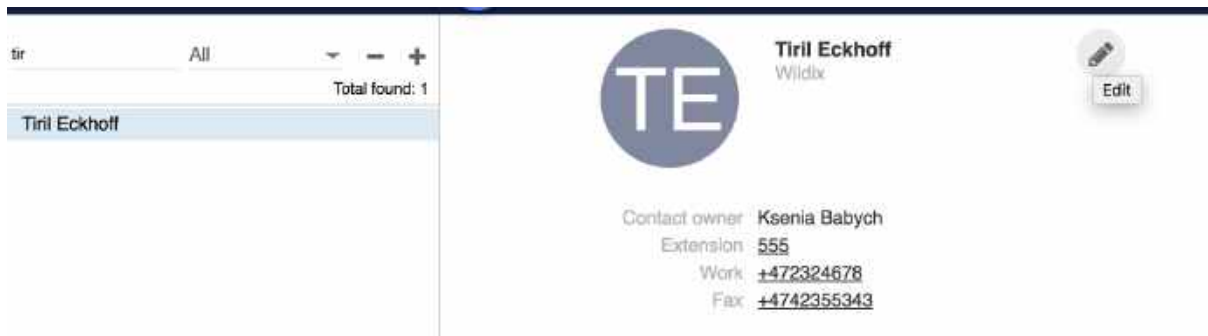 tir All
Total found: 1
Tiril Eckhoff
TE
Tiril Eckhoff
Wildix
Edit
Contact owner Ksenia Babych
Extension 555
Work +472324678
Fax +4742355343